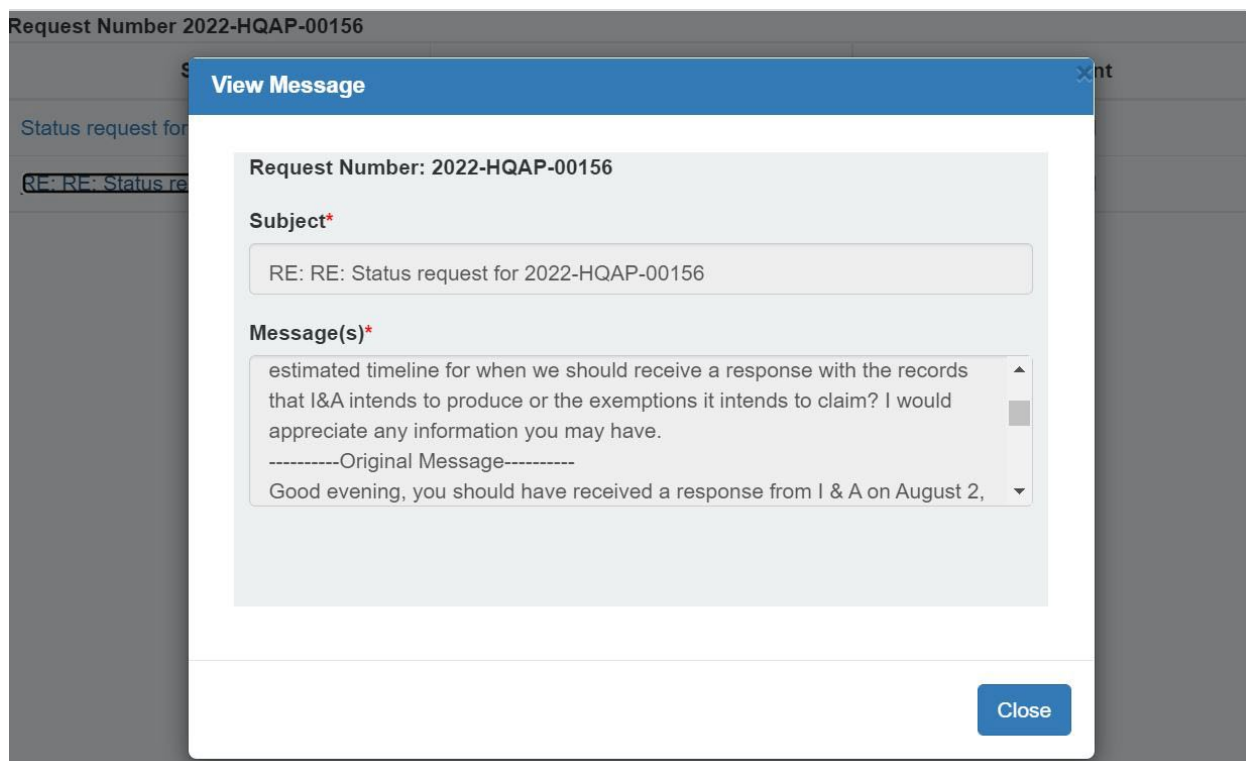 Request Number 2022-HQAP-00156
View Message
Status request for
RE: RE: Status re
Request Number: 2022-HQAP-00156
Subject*
RE: RE: Status request for 2022-HQAP-00156
Message(s)*
estimated timeline for when we should receive a response with the records
that I&A intends to produce or the exemptions it intends to claim? I would
appreciate any information you may have.
----------Original Message----------
Good evening, you should have received a response from I & A on August 2,
Close